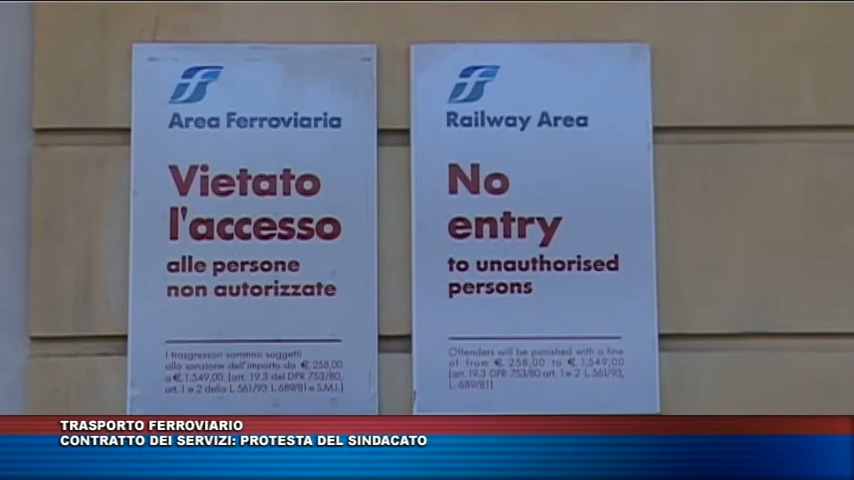 Area Ferroviaria
Vietato
l'accesso
alle persone
non autorizzate
I trasgressori saranno soggetti
alla sanzione dell'importo da € 258,00
a € 1.549,00 (art. 19.3 del DPR 753/80,
art. 1 e 2 della L. 561/93 L. 689/81 e S.M.I.)
Railway Area
No
entry
to unauthorised
persons
Offenders will be punished with a fine
of from € 258,00 to € 1.549,00
(art. 19.3 DPR 753/80 art. 1 e 2 L. 561/93,
L. 689/81)
TRASPORTO FERROVIARIO
CONTRATTO DEI SERVIZI: PROTESTA DEL SINDACATO